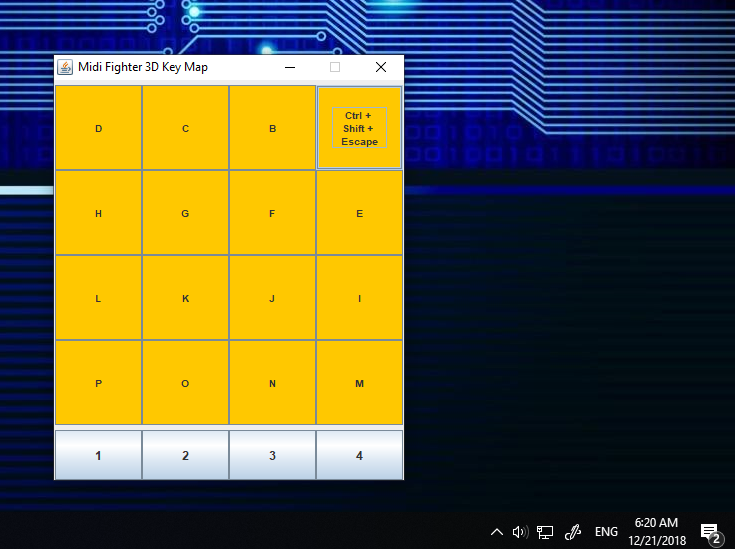 Midi Fighter 3D Key Map
D C B Ctrl +
Shift +
Escape
H G F E
L K J I
P O N M
1 2 3 4
ENG 6:20 AM
12/21/2018 2